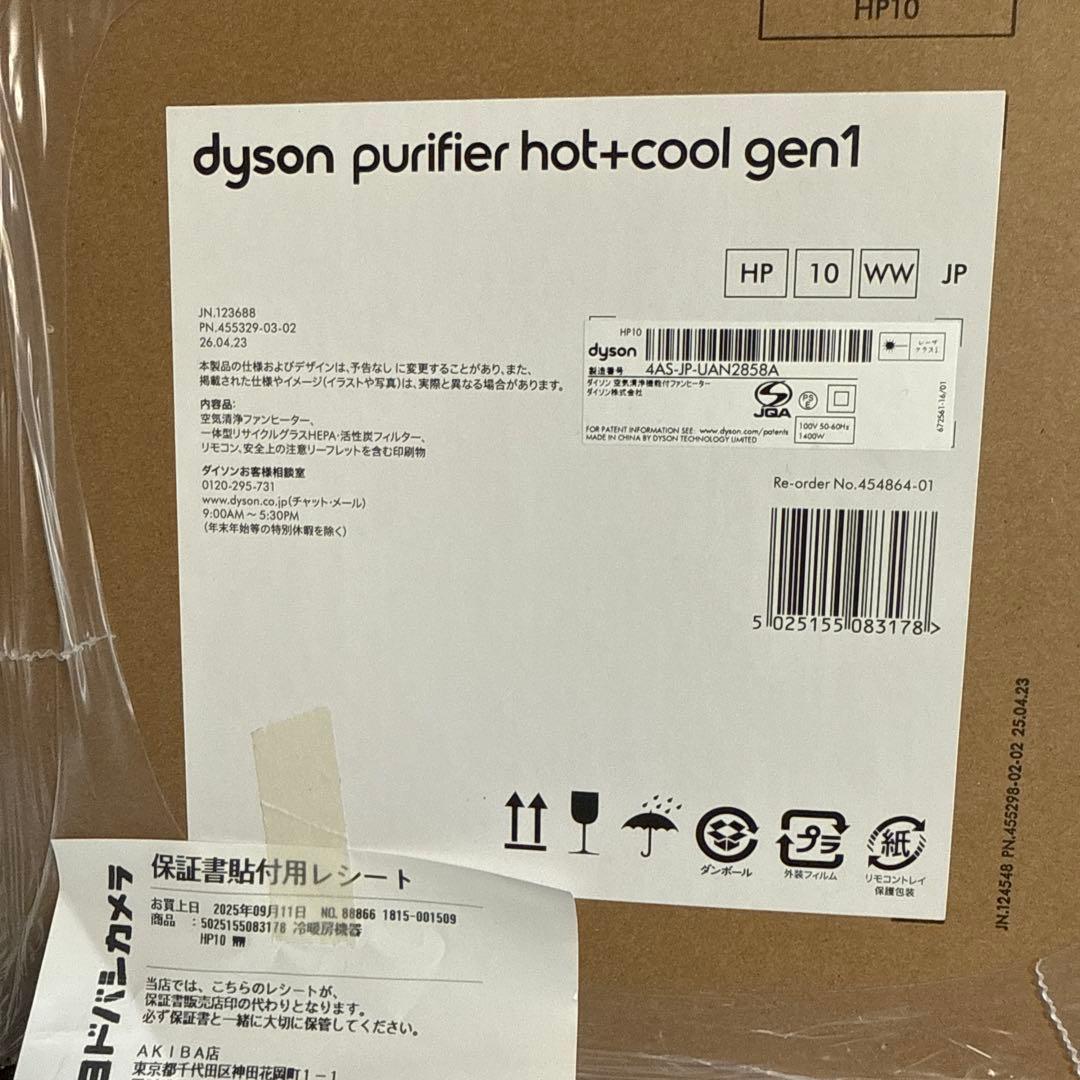 HP10
dyson purifier hot+cool gen1
HP 10 WW JP
JN.123688
PN.455329-03-02
26.04.23
本製品の仕様およびデザインは、予告なしに変更することがあり、また、
掲載された仕様やイメージ(イラストや写真)は、実際と異なる場合があります。
内容品:
空気清浄ファンヒーター、
一体型リサイクルグラスHEPA・活性炭フィルター、
リモコン、安全上の注意リーフレットを含む印刷物
ダイソンお客様相談室
0120-295-731
www.dyson.co.jp(チャット・メール)
9:00AM～5:30PM
(年末年始等の特別休暇を除く)
HP10
dyson
製造番号 4AS-JP-UAN2858A
ダイソン 空気清浄機能付ファンヒーター
ダイソン株式会社
JQA
PS
E
レーザ
クラス1
FOR PATENT INFORMATION SEE: www.dyson.com/patents
MADE IN CHINA BY DYSON TECHNOLOGY LIMITED
100V 50-60Hz
1400W
672561-16/01
Re-order No.454864-01
5 025155 083178 >
プラ
紙
ダンボール
外装フィルム
リモコントレイ
保護包装
JN.124548 PN.455298-02-02 25.04.23
ヨドバシカメラ
保証書貼付用レシート
お買上日 2025年09月11日 NO. 88866 1815-001509
商品 :5025155083178 冷暖房機器
HP10 WW
当店では、こちらのレシートが、
保証書販売店印の代わりとなります。
必ず保証書と一緒に大切に保管してください。
AKIBA店
東京都千代田区神田花岡町1-1